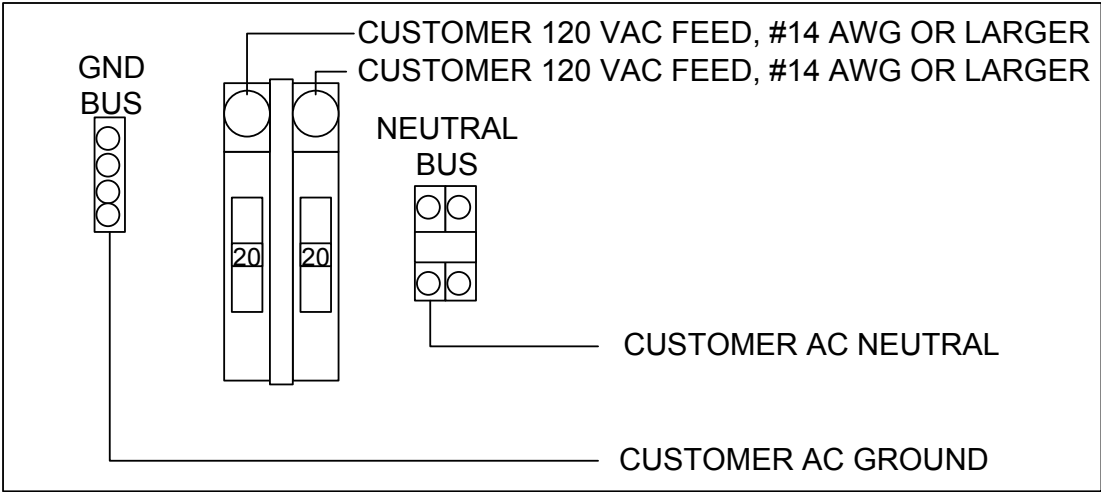 CUSTOMER 120 VAC FEED, #14 AWG OR LARGER
CUSTOMER 120 VAC FEED, #14 AWG OR LARGER
GND
BUS
NEUTRAL
BUS
20
20
CUSTOMER AC NEUTRAL
CUSTOMER AC GROUND